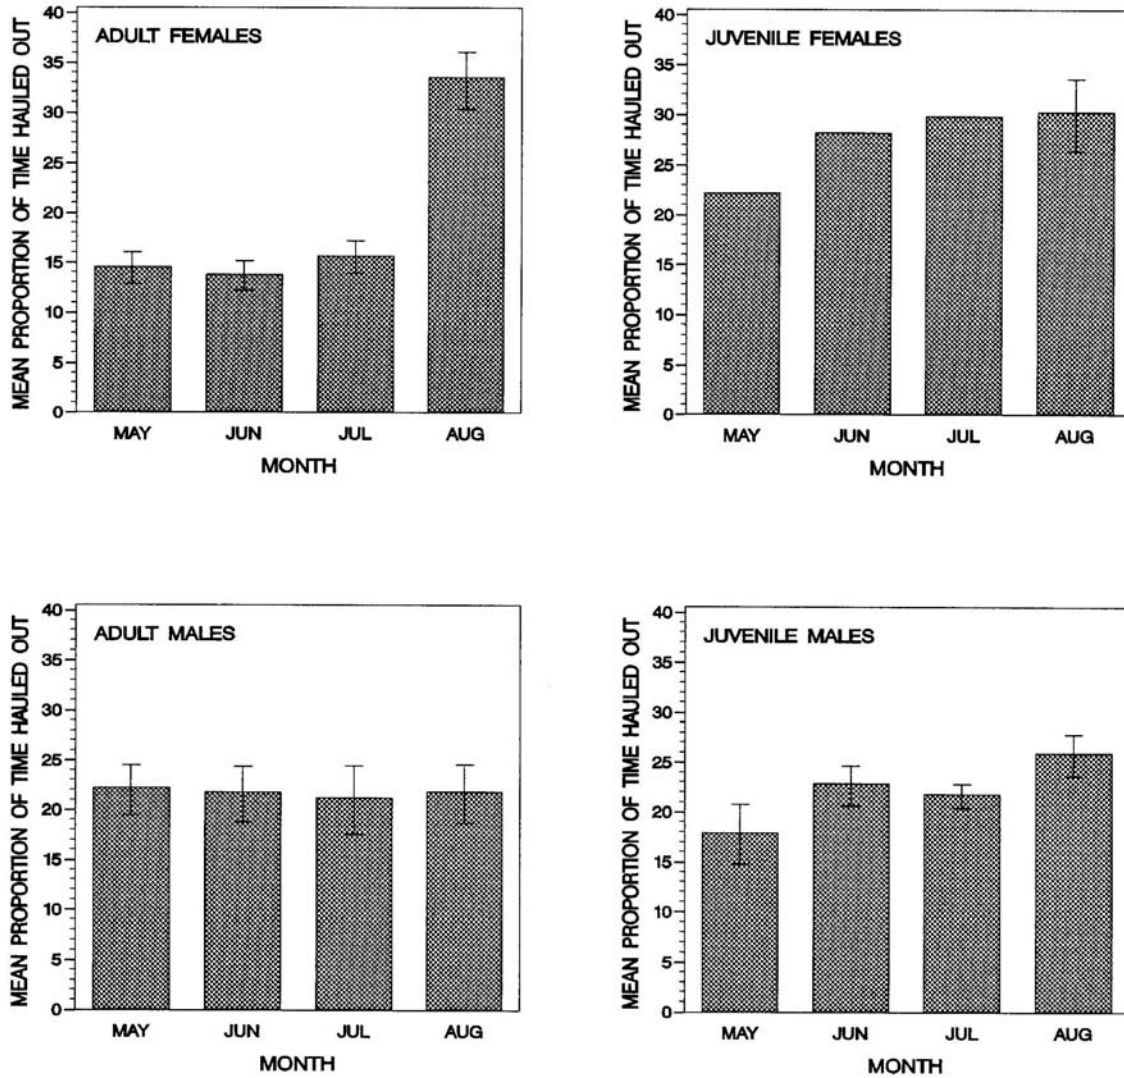 ADULT FEMALES
MEAN PROPORTION OF TIME HAULED OUT
40
35
30
25
20
15
10
5
0
MAY JUN JUL AUG
MONTH
JUVENILE FEMALES
MEAN PROPORTION OF TIME HAULED OUT
40
35
30
25
20
15
10
5
0
MAY JUN JUL AUG
MONTH
ADULT MALES
MEAN PROPORTION OF TIME HAULED OUT
40
35
30
25
20
15
10
5
0
MAY JUN JUL AUG
MONTH
JUVENILE MALES
MEAN PROPORTION OF TIME HAULED OUT
40
35
30
25
20
15
10
5
0
MAY JUN JUL AUG
MONTH